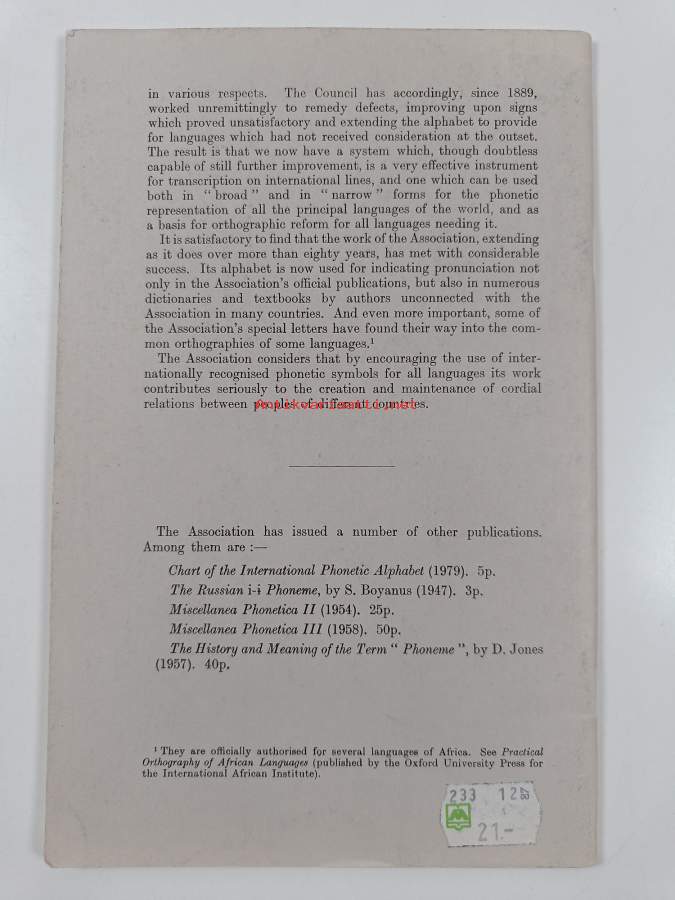 in various respects. The Council has accordingly, since 1889,
worked unremittingly to remedy defects, improving upon signs
which proved unsatisfactory and extending the alphabet to provide
for languages which had not received consideration at the outset.
The result is that we now have a system which, though doubtless
capable of still further improvement, is a very effective instrument
for transcription on international lines, and one which can be used
both in “broad” and in “narrow” forms for the phonetic
representation of all the principal languages of the world, and as
a basis for orthographic reform for all languages needing it.
It is satisfactory to find that the work of the Association, extending
as it does over more than eighty years, has met with considerable
success. Its alphabet is now used for indicating pronunciation not
only in the Association’s official publications, but also in numerous
dictionaries and textbooks by authors unconnected with the
Association in many countries. And even more important, some of
the Association’s special letters have found their way into the com-
mon orthographies of some languages.¹
The Association considers that by encouraging the use of inter-
nationally recognised phonetic symbols for all languages its work
contributes seriously to the creation and maintenance of cordial
relations between peoples of different countries.
Antikvariaatti.net
The Association has issued a number of other publications.
Among them are :—
Chart of the International Phonetic Alphabet (1979). 5p.
The Russian i-ɨ Phoneme, by S. Boyanus (1947). 3p.
Miscellanea Phonetica II (1954). 25p.
Miscellanea Phonetica III (1958). 50p.
The History and Meaning of the Term “ Phoneme ”, by D. Jones
(1957). 40p.
¹ They are officially authorised for several languages of Africa. See Practical
Orthography of African Languages (published by the Oxford University Press for
the International African Institute).
233 12
21.-